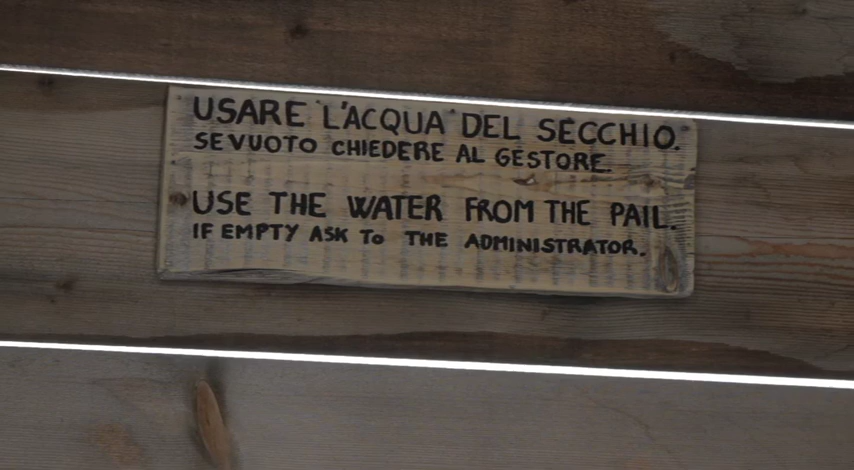 USARE L'ACQUA DEL SECCHIO.
SE VUOTO CHIEDERE AL GESTORE.
USE THE WATER FROM THE PAIL.
IF EMPTY ASK TO THE ADMINISTRATOR.